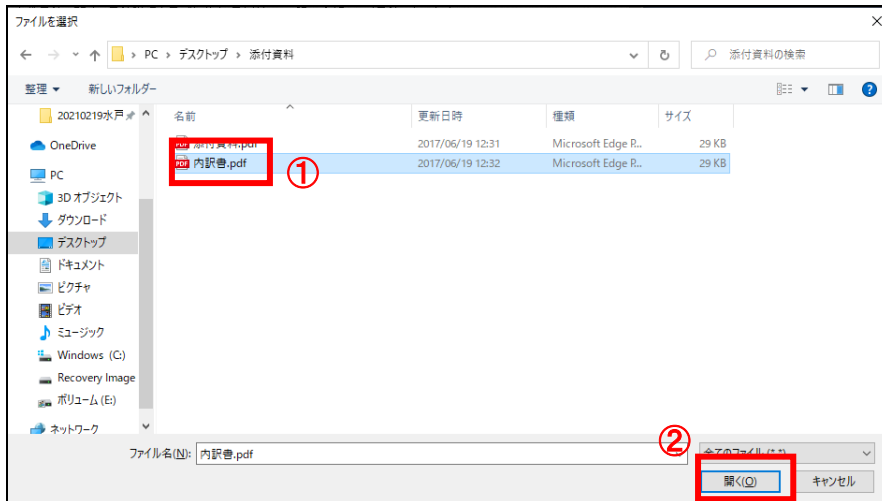 ファイルを選択
PC › デスクトップ › 添付資料
添付資料の検索
整理 新しいフォルダー
20210219水戸
OneDrive
PC
3D オブジェクト
ダウンロード
デスクトップ
ドキュメント
ピクチャ
ビデオ
ミュージック
Windows (C:)
Recovery Image
ボリューム (E:)
ネットワーク
名前 更新日時 種類 サイズ
添付資料.pdf 2017/06/19 12:31 Microsoft Edge P... 29 KB
内訳書.pdf 2017/06/19 12:32 Microsoft Edge P... 29 KB
①
ファイル名(N): 内訳書.pdf
②
全てのファイル (*.*)
開く(O) キャンセル